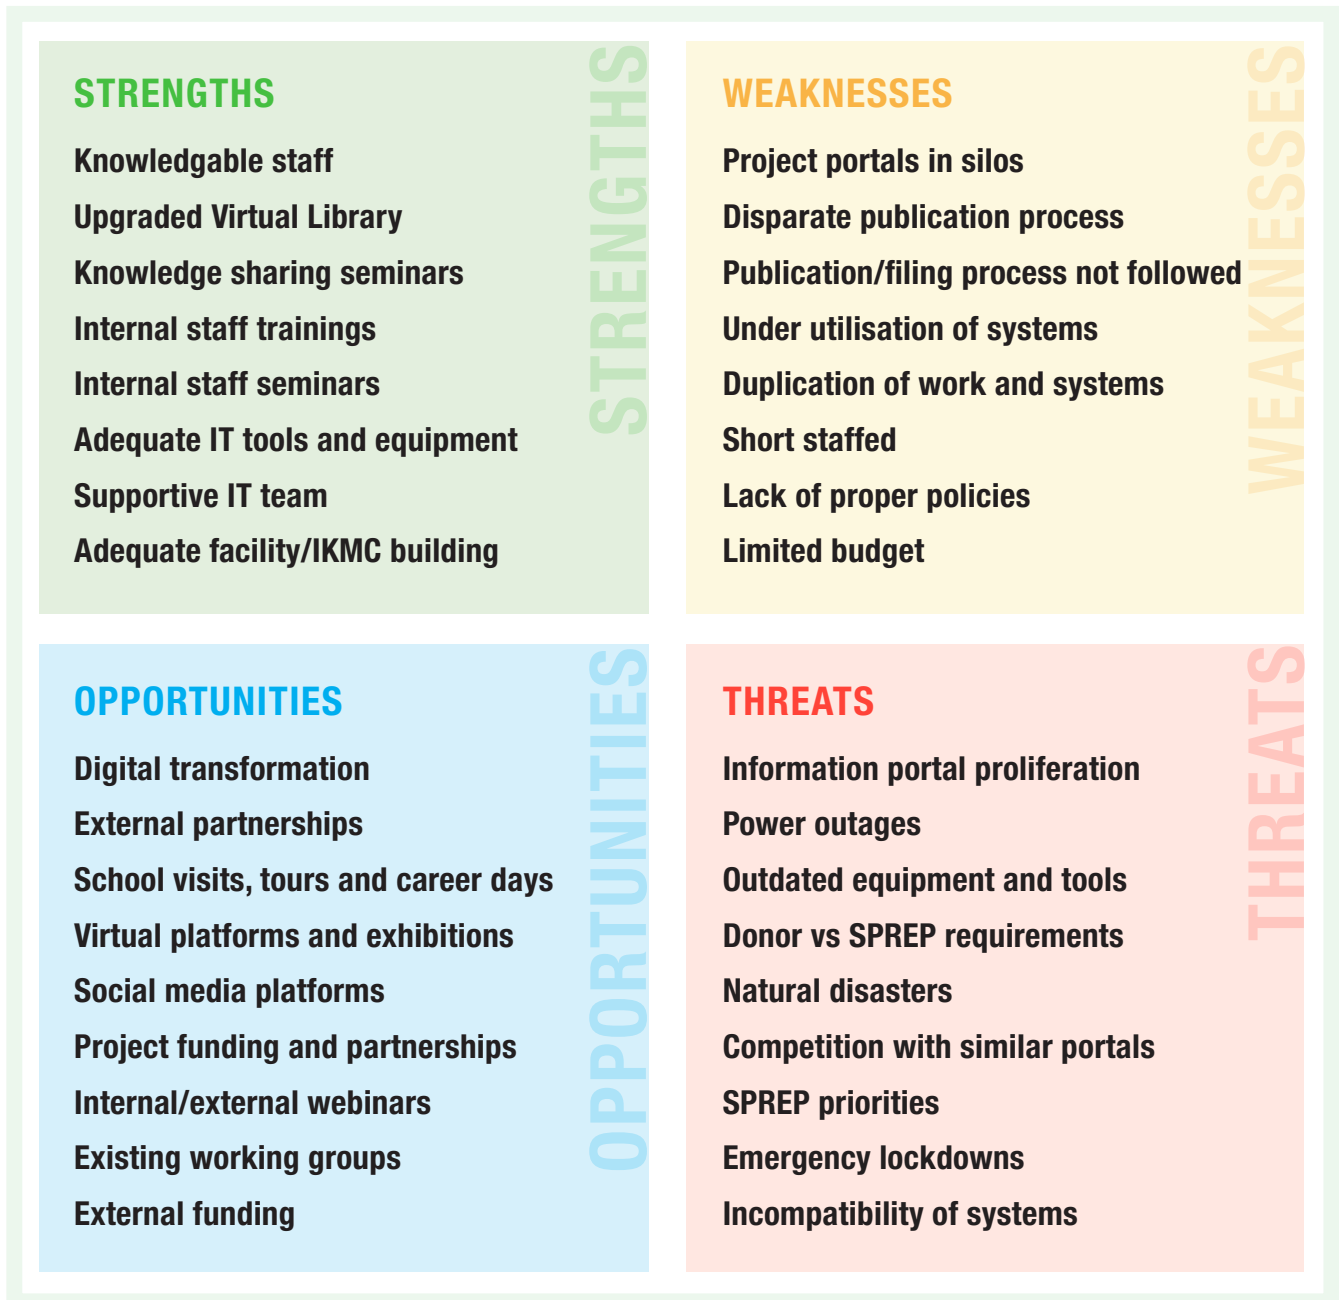 STRENGTHS
Knowledgable staff
Upgraded Virtual Library
Knowledge sharing seminars
Internal staff trainings
Internal staff seminars
Adequate IT tools and equipment
Supportive IT team
Adequate facility/IKMC building
STRENGTHS
WEAKNESSES
Project portals in silos
Disparate publication process
Publication/filing process not followed
Under utilisation of systems
Duplication of work and systems
Short staffed
Lack of proper policies
Limited budget
WEAKNESSES
OPPORTUNITIES
Digital transformation
External partnerships
School visits, tours and career days
Virtual platforms and exhibitions
Social media platforms
Project funding and partnerships
Internal/external webinars
Existing working groups
External funding
OPPORTUNITIES
THREATS
Information portal proliferation
Power outages
Outdated equipment and tools
Donor vs SPREP requirements
Natural disasters
Competition with similar portals
SPREP priorities
Emergency lockdowns
Incompatibility of systems
THREATS